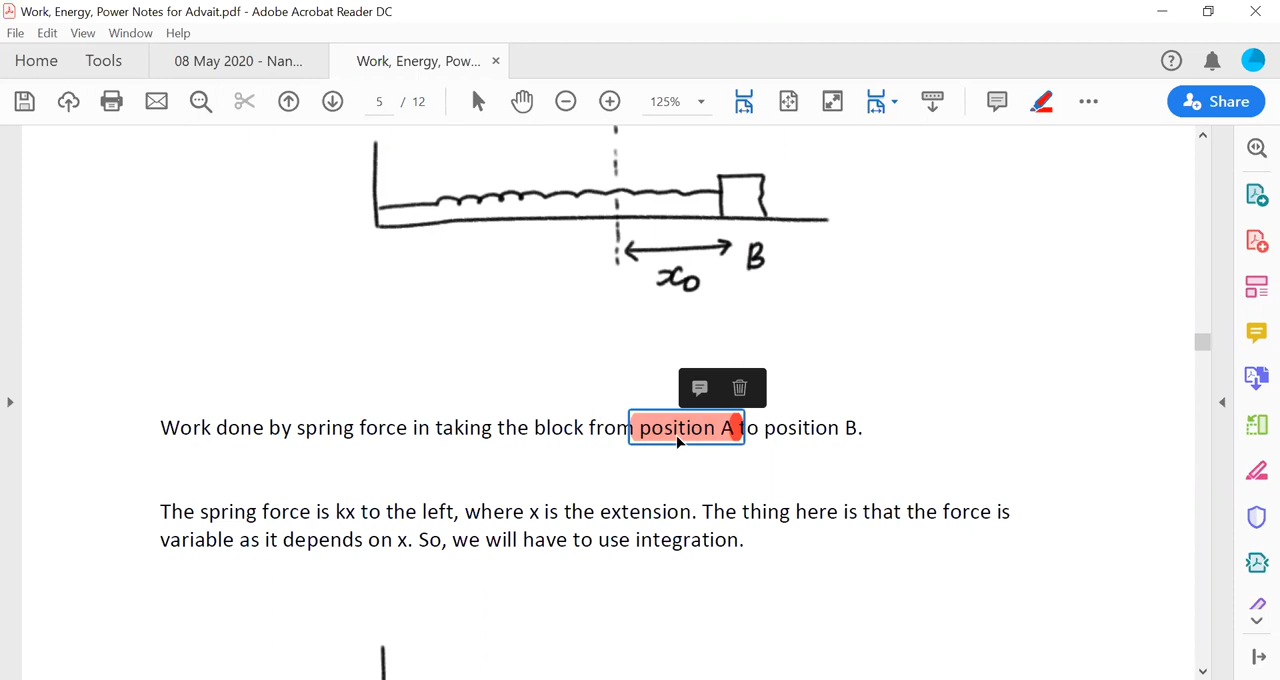 Work, Energy, Power Notes for Advait.pdf - Adobe Acrobat Reader DC
File Edit View Window Help
Home Tools 08 May 2020 - Nan... Work, Energy, Pow... ×
5 / 12 125% Share
B
x0
Work done by spring force in taking the block from position A to position B.
The spring force is kx to the left, where x is the extension. The thing here is that the force is
variable as it depends on x. So, we will have to use integration.